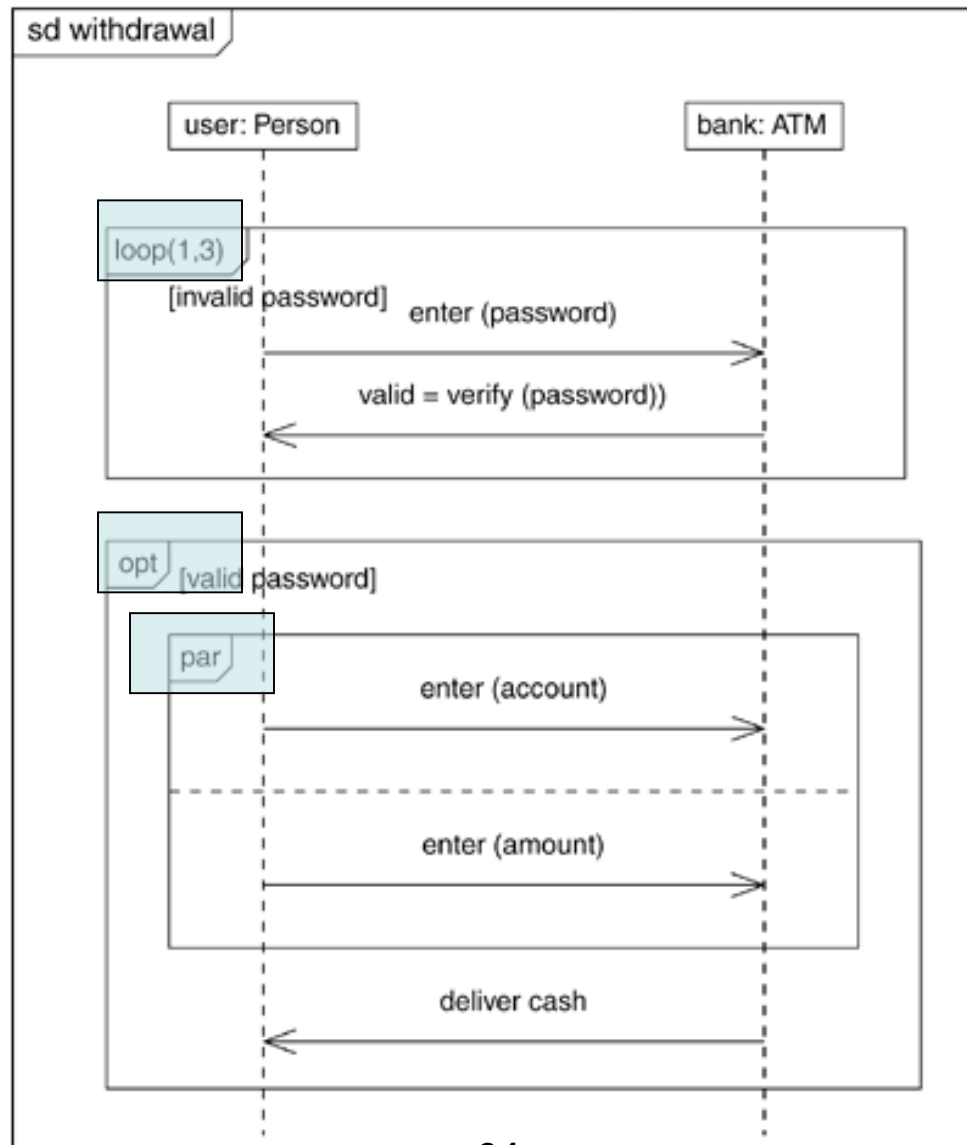 sd withdrawal
user: Person
bank: ATM
loop(1,3)
[invalid password]
enter (password)
valid = verify (password))
opt
[valid password]
par
enter (account)
enter (amount)
deliver cash